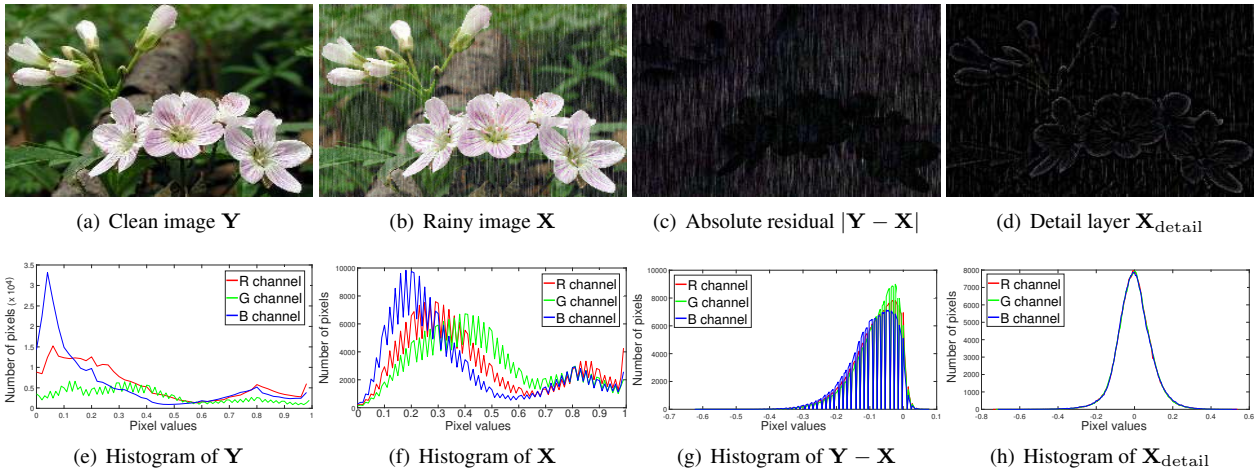 (a) Clean image Y
(b) Rainy image X
(c) Absolute residual |Y − X|
(d) Detail layer X_detail
Number of pixels (x 10⁴)
3.5
3
2.5
2
1.5
1
0.5
0
0 0.1 0.2 0.3 0.4 0.5 0.6 0.7 0.8 0.9 1
Pixel values
R channel
G channel
B channel
Number of pixels
10000
8000
6000
4000
2000
0
0 0.1 0.2 0.3 0.4 0.5 0.6 0.7 0.8 0.9 1
Pixel values
R channel
G channel
B channel
Number of pixels
10000
8000
6000
4000
2000
0
-0.7 -0.6 -0.5 -0.4 -0.3 -0.2 -0.1 0 0.1
Pixel values
R channel
G channel
B channel
Number of pixels
8000
7000
6000
5000
4000
3000
2000
1000
0
-0.8 -0.6 -0.4 -0.2 0 0.2 0.4 0.6
Pixel values
R channel
G channel
B channel
(e) Histogram of Y
(f) Histogram of X
(g) Histogram of Y − X
(h) Histogram of X_detail